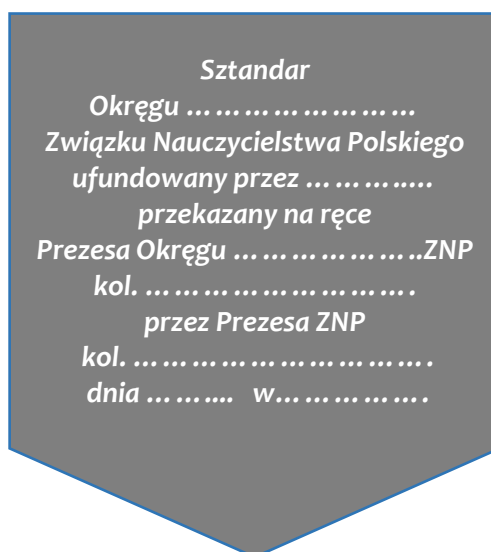 Sztandar
Okręgu … … … … … … … …
Związku Nauczycielstwa Polskiego
ufundowany przez … … … .....
przekazany na ręce
Prezesa Okręgu … … … … … … ..ZNP
kol. … … … … … … … … … .
przez Prezesa ZNP
kol. … … … … … … … … … … .
dnia … … .... w… … … … … .